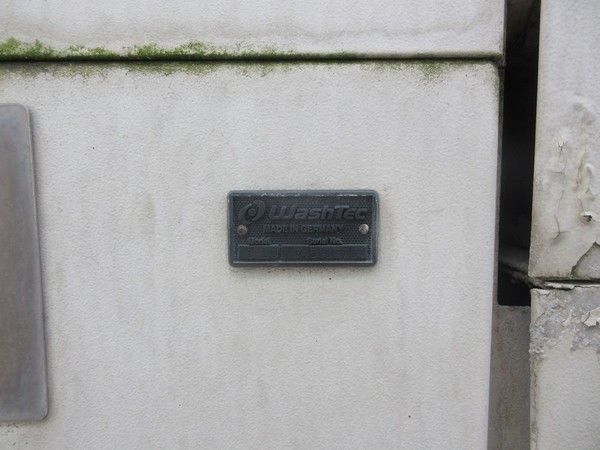 WashTec
MADE IN GERMANY
Model Serial No.